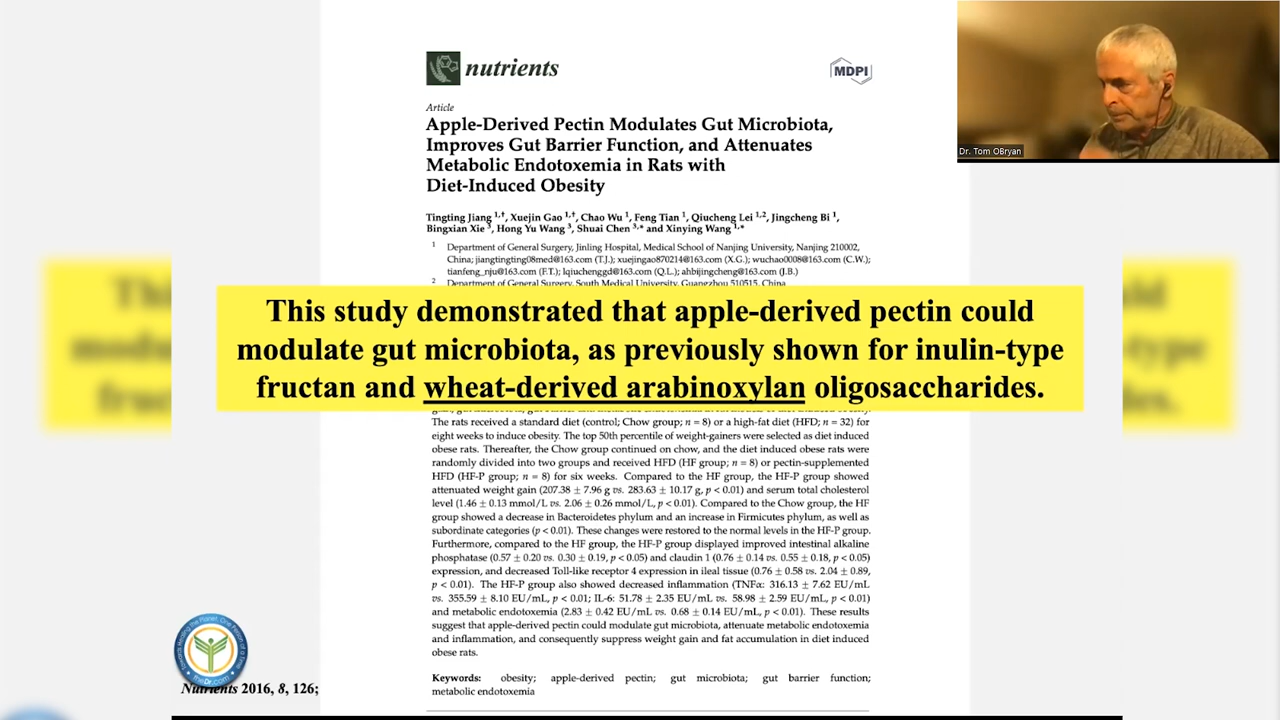 nutrients
MDPI
Dr. Tom OBryan
Article
Apple-Derived Pectin Modulates Gut Microbiota,
Improves Gut Barrier Function, and Attenuates
Metabolic Endotoxemia in Rats with
Diet-Induced Obesity
Tingting Jiang 1,†, Xuejin Gao 1,†, Chao Wu 1, Feng Tian 1, Qiucheng Lei 1,2, Jingcheng Bi 1,
Bingxian Xie 3, Hong Yu Wang 3, Shuai Chen 3,* and Xinying Wang 1,*
1 Department of General Surgery, Jinling Hospital, Medical School of Nanjing University, Nanjing 210002,
China; jiangtingting08med@163.com (T.J.); xuejingao870214@163.com (X.G.); wuchao0008@163.com (C.W.);
tianfeng_nju@163.com (F.T.); lqiuchenggd@163.com (Q.L.); ahbijingcheng@163.com (J.B.)
2 Department of General Surgery, South Medical University, Guangzhou 510515, China
This study demonstrated that apple-derived pectin could
modulate gut microbiota, as previously shown for inulin-type
fructan and wheat-derived arabinoxylan oligosaccharides.
The rats received a standard diet (control; Chow group; n = 8) or a high-fat diet (HFD; n = 32) for
eight weeks to induce obesity. The top 50th percentile of weight-gainers were selected as diet induced
obese rats. Thereafter, the Chow group continued on chow, and the diet induced obese rats were
randomly divided into two groups and received HFD (HF group; n = 8) or pectin-supplemented
HFD (HF-P group; n = 8) for six weeks. Compared to the HF group, the HF-P group showed
attenuated weight gain (207.38 ± 7.96 g vs. 283.63 ± 10.17 g, p < 0.01) and serum total cholesterol
level (1.46 ± 0.13 mmol/L vs. 2.06 ± 0.26 mmol/L, p < 0.01). Compared to the Chow group, the HF
group showed a decrease in Bacteroidetes phylum and an increase in Firmicutes phylum, as well as
subordinate categories (p < 0.01). These changes were restored to the normal levels in the HF-P group.
Furthermore, compared to the HF group, the HF-P group displayed improved intestinal alkaline
phosphatase (0.57 ± 0.20 vs. 0.30 ± 0.19, p < 0.05) and claudin 1 (0.76 ± 0.14 vs. 0.55 ± 0.18, p < 0.05)
expression, and decreased Toll-like receptor 4 expression in ileal tissue (0.76 ± 0.58 vs. 2.04 ± 0.89,
p < 0.01). The HF-P group also showed decreased inflammation (TNFα: 316.13 ± 7.62 EU/mL
vs. 355.59 ± 8.10 EU/mL, p < 0.01; IL-6: 51.78 ± 2.35 EU/mL vs. 58.98 ± 2.59 EU/mL, p < 0.01)
and metabolic endotoxemia (2.83 ± 0.42 EU/mL vs. 0.68 ± 0.14 EU/mL, p < 0.01). These results
suggest that apple-derived pectin could modulate gut microbiota, attenuate metabolic endotoxemia
and inflammation, and consequently suppress weight gain and fat accumulation in diet induced
obese rats.
Keywords: obesity; apple-derived pectin; gut microbiota; gut barrier function;
metabolic endotoxemia
theDr.com
Nutrients 2016, 8, 126;